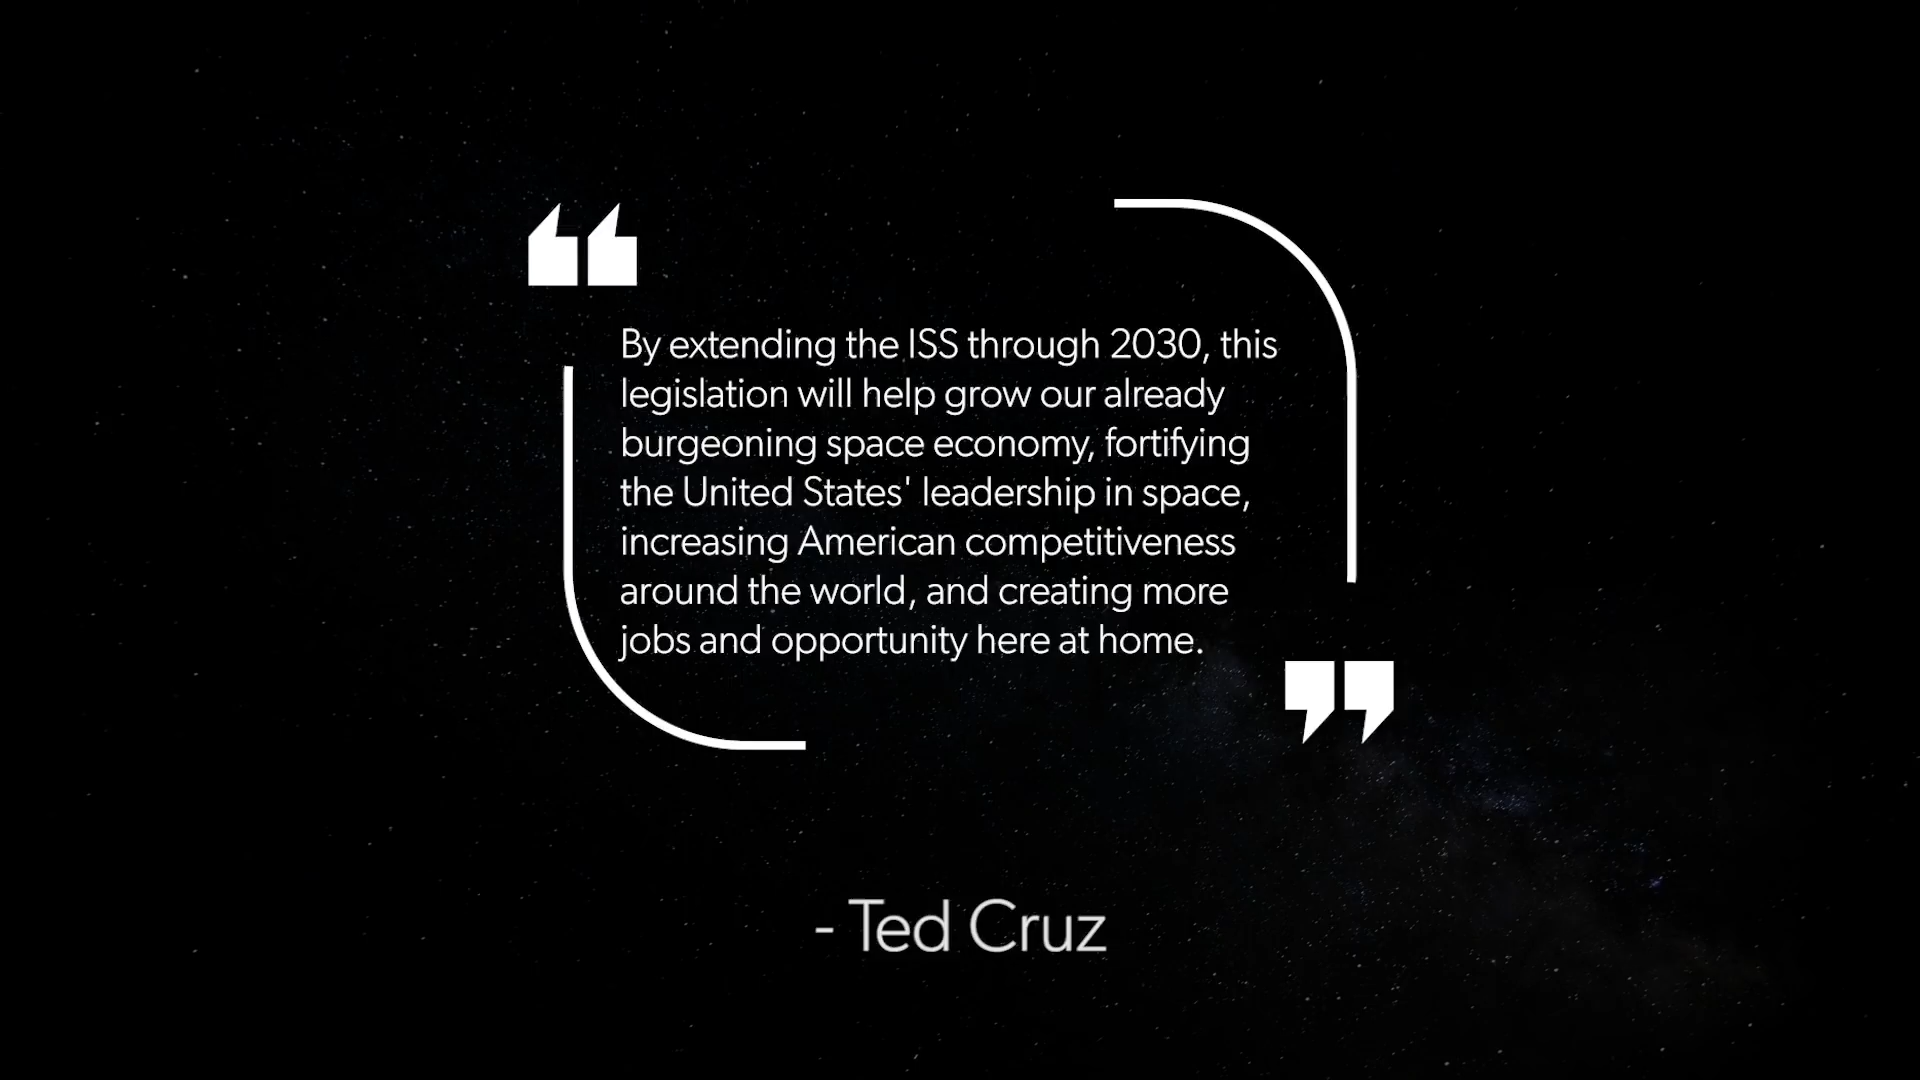 “
By extending the ISS through 2030, this
legislation will help grow our already
burgeoning space economy, fortifying
the United States' leadership in space,
increasing American competitiveness
around the world, and creating more
jobs and opportunity here at home.
”
- Ted Cruz